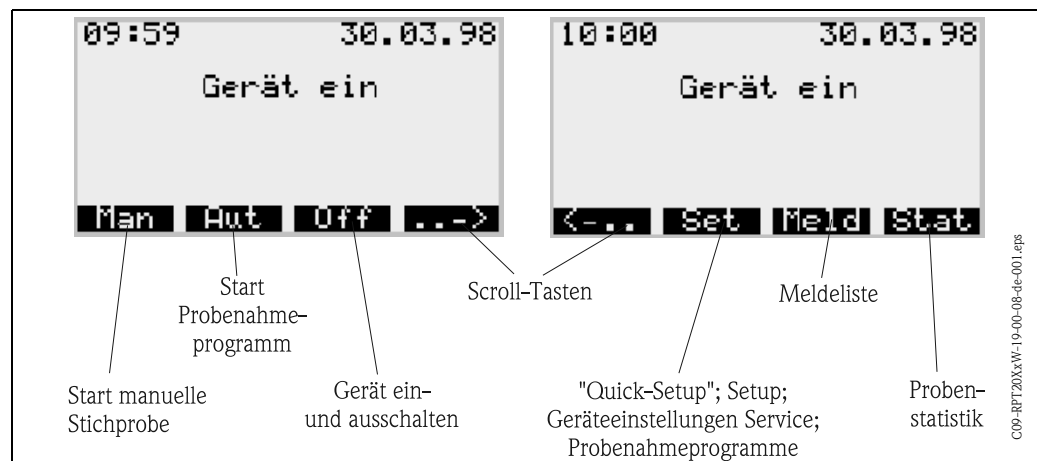 09:59 30.03.98
Gerät ein
Man Aut Off ..->
10:00 30.03.98
Gerät ein
<-.. Set Meld Stat
Start
Probenahme-
programm
Scroll-Tasten
Meldeliste
Start manuelle
Stichprobe
Gerät ein-
und ausschalten
"Quick-Setup"; Setup;
Geräteeinstellungen Service;
Probenahmeprogramme
Proben-
statistik
C09-RPT20XxW-19-00-08-de-001.eps